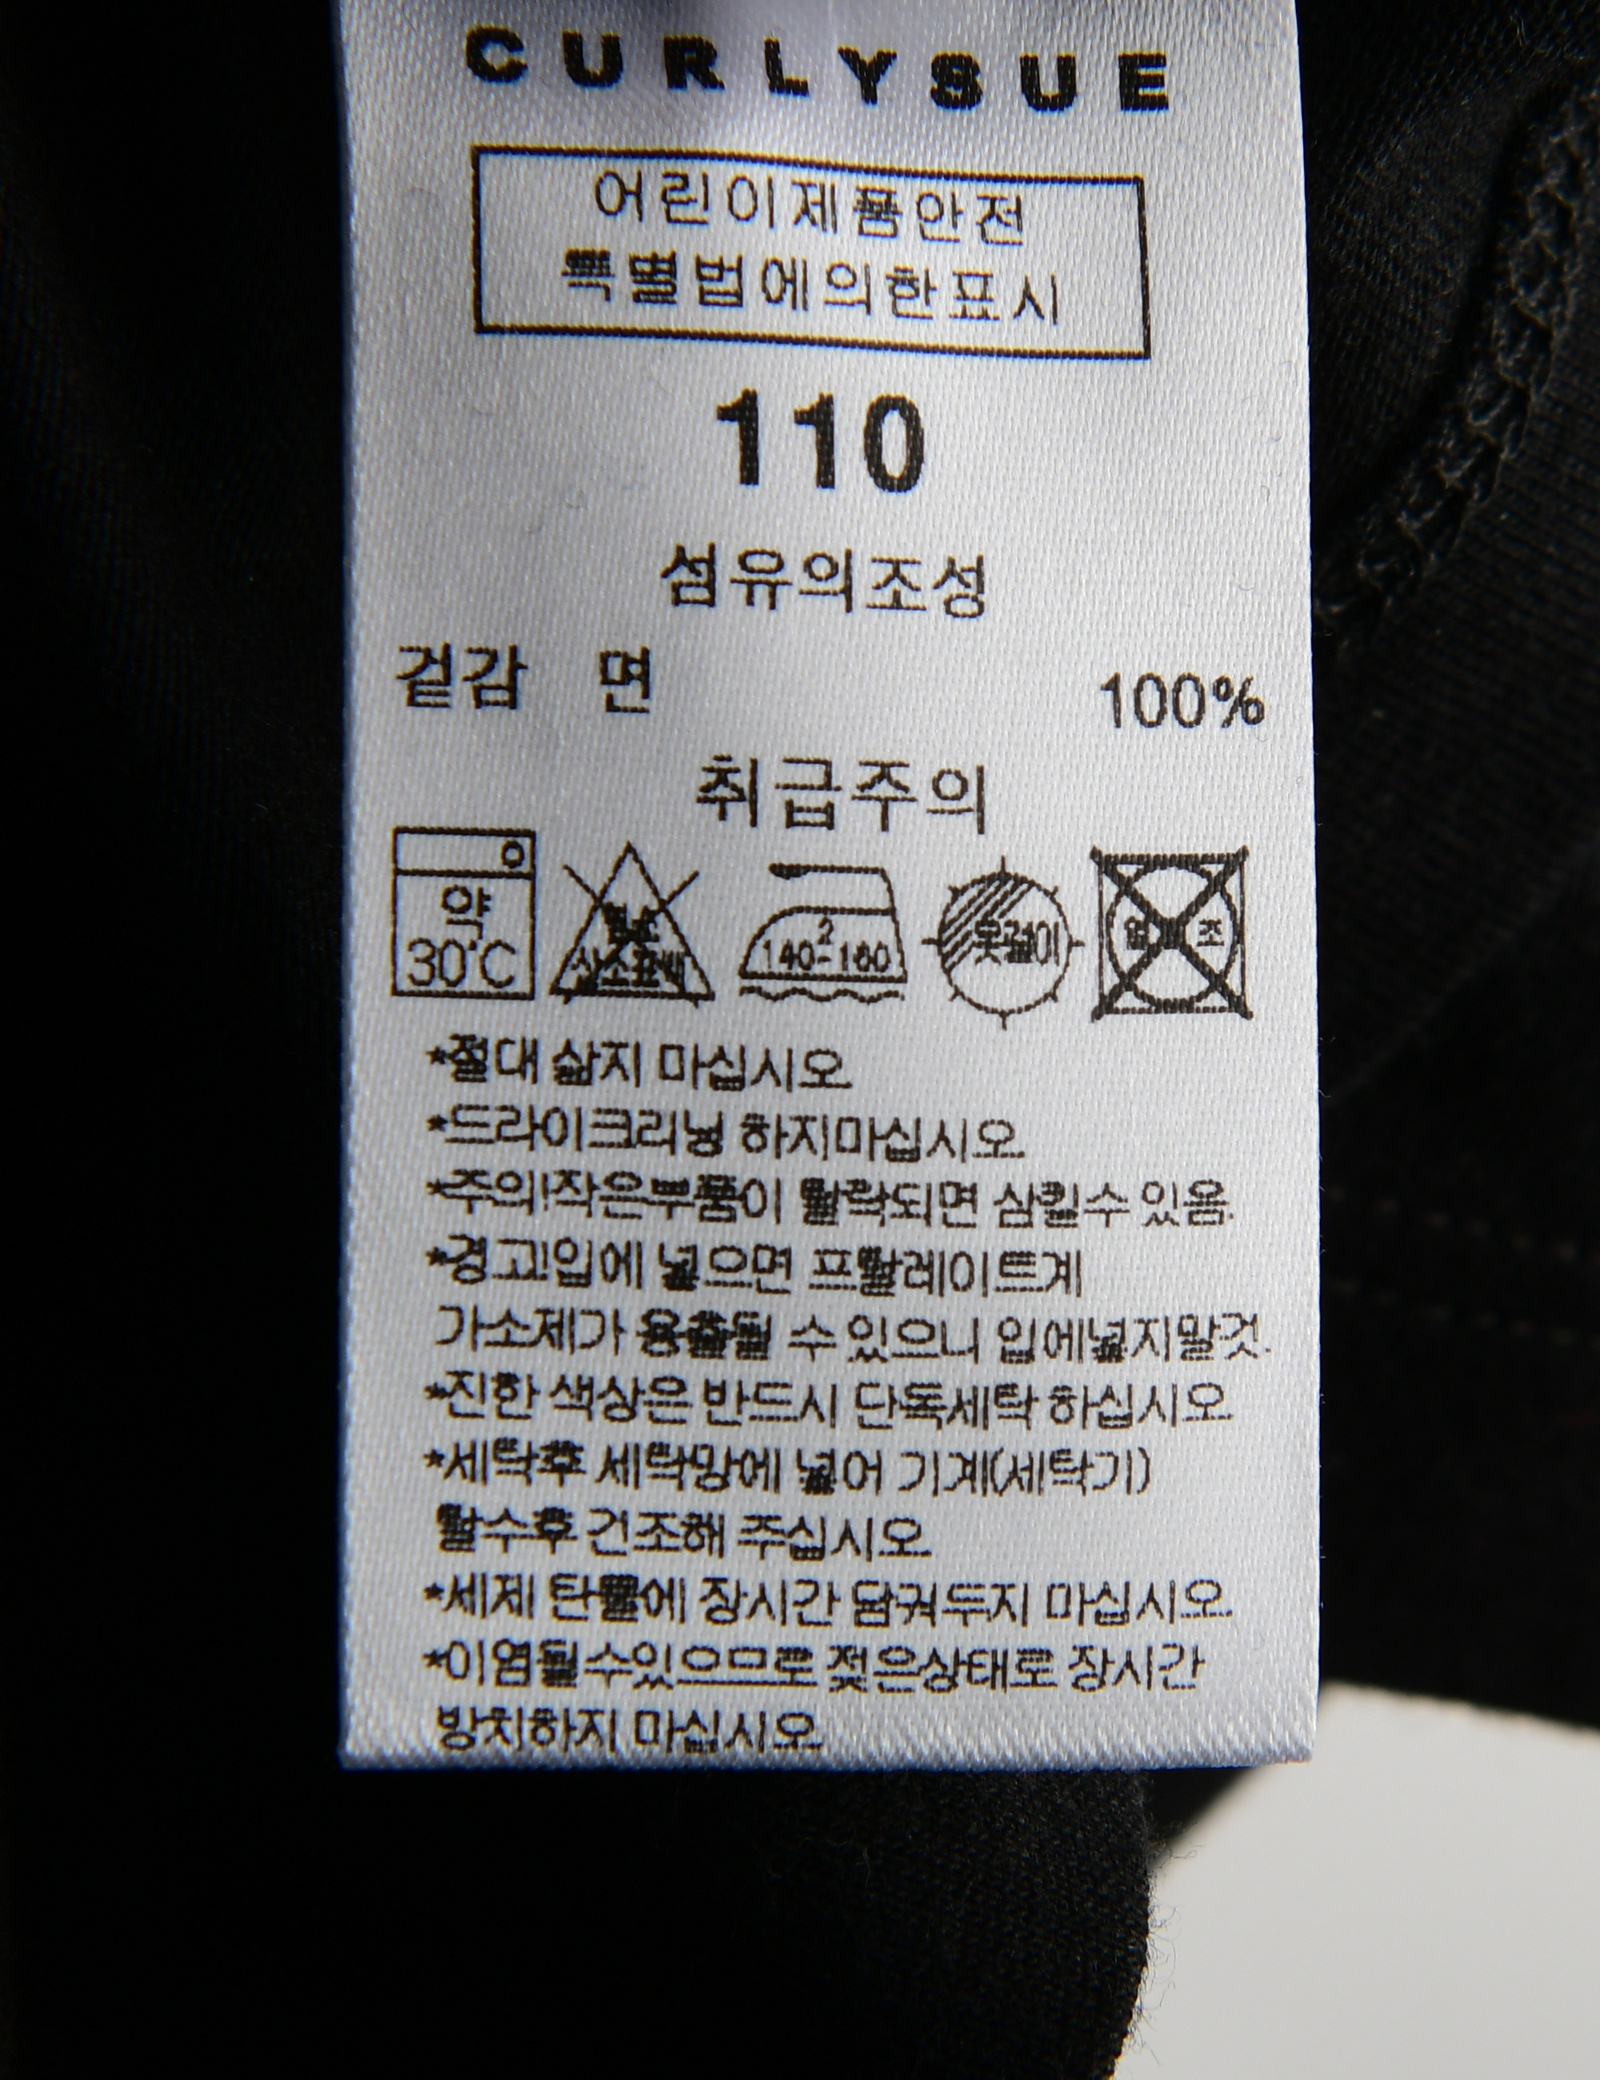 CURLYSUE
어린이제품안전
특별법에의한표시
110
섬유의조성
겉감 면 100%
취급주의
약
30℃
염소
산소표백
2
140-160
옷걸이
건조
*절대 삶지 마십시오.
*드라이크리닝 하지마십시오.
*주의!작은부품이 탈락되면 삼킬수 있음.
*경고!입에 넣으면 프탈레이트계
가소제가 용출될 수 있으니 입에넣지말것.
*진한 색상은 반드시 단독세탁 하십시오.
*세탁후 세탁망에 넣어 기계(세탁기)
탈수후 건조해 주십시오.
*세제 탄물에 장시간 담궈두지 마십시오.
*이염될수있으므로 젖은상태로 장시간
방치하지 마십시오.